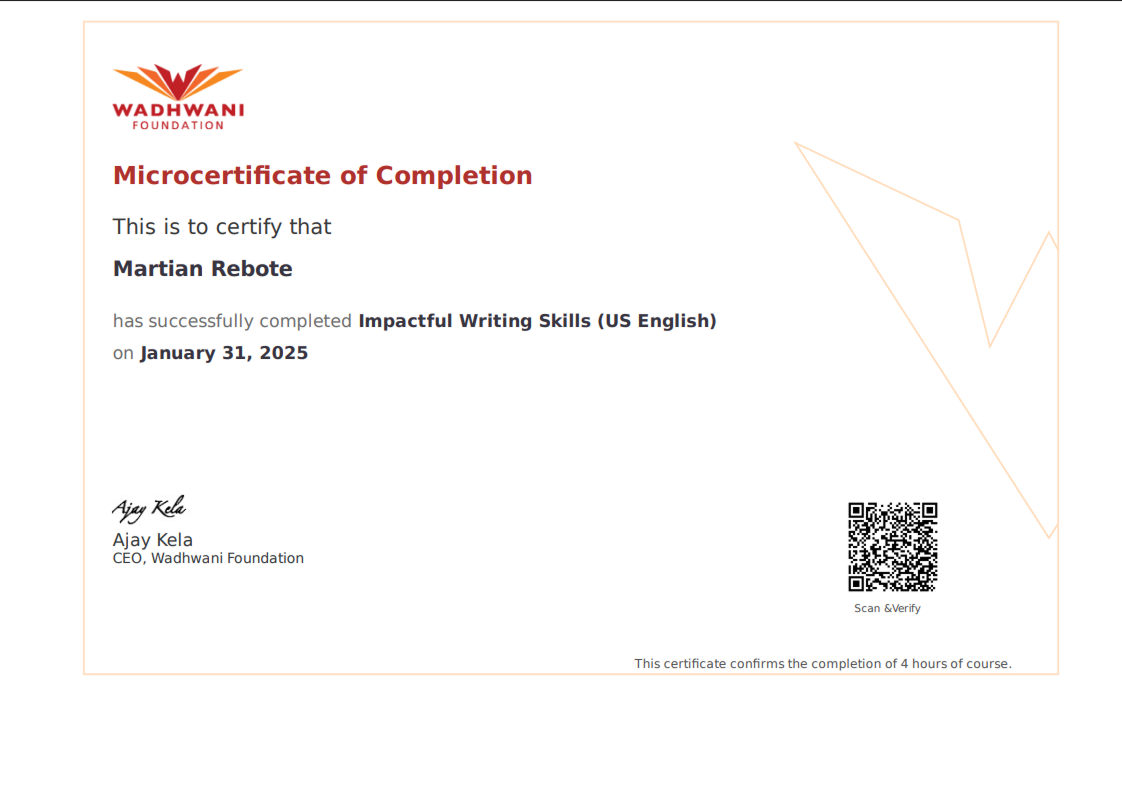 WADHWANI
FOUNDATION
Microcertificate of Completion
This is to certify that
Martian Rebote
has successfully completed Impactful Writing Skills (US English)
on January 31, 2025
Ajay Kela
Ajay Kela
CEO, Wadhwani Foundation
Scan &Verify
This certificate confirms the completion of 4 hours of course.